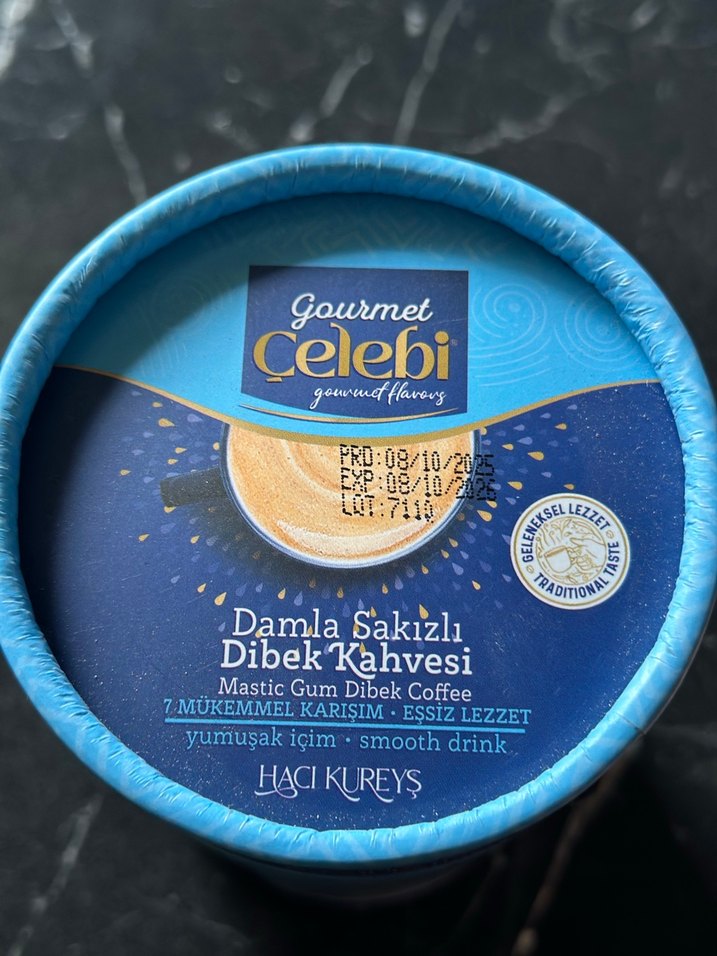 Gourmet
Çelebi
gourmet flavors
PRD:08/10/2025
EXP:08/10/2026
LOT:7110
GELENEKSEL LEZZET
TRADITIONAL TASTE
Damla Sakızlı
Dibek Kahvesi
Mastic Gum Dibek Coffee
7 MÜKEMMEL KARIŞIM · EŞSİZ LEZZET
yumuşak içim · smooth drink
HACI KUREYŞ